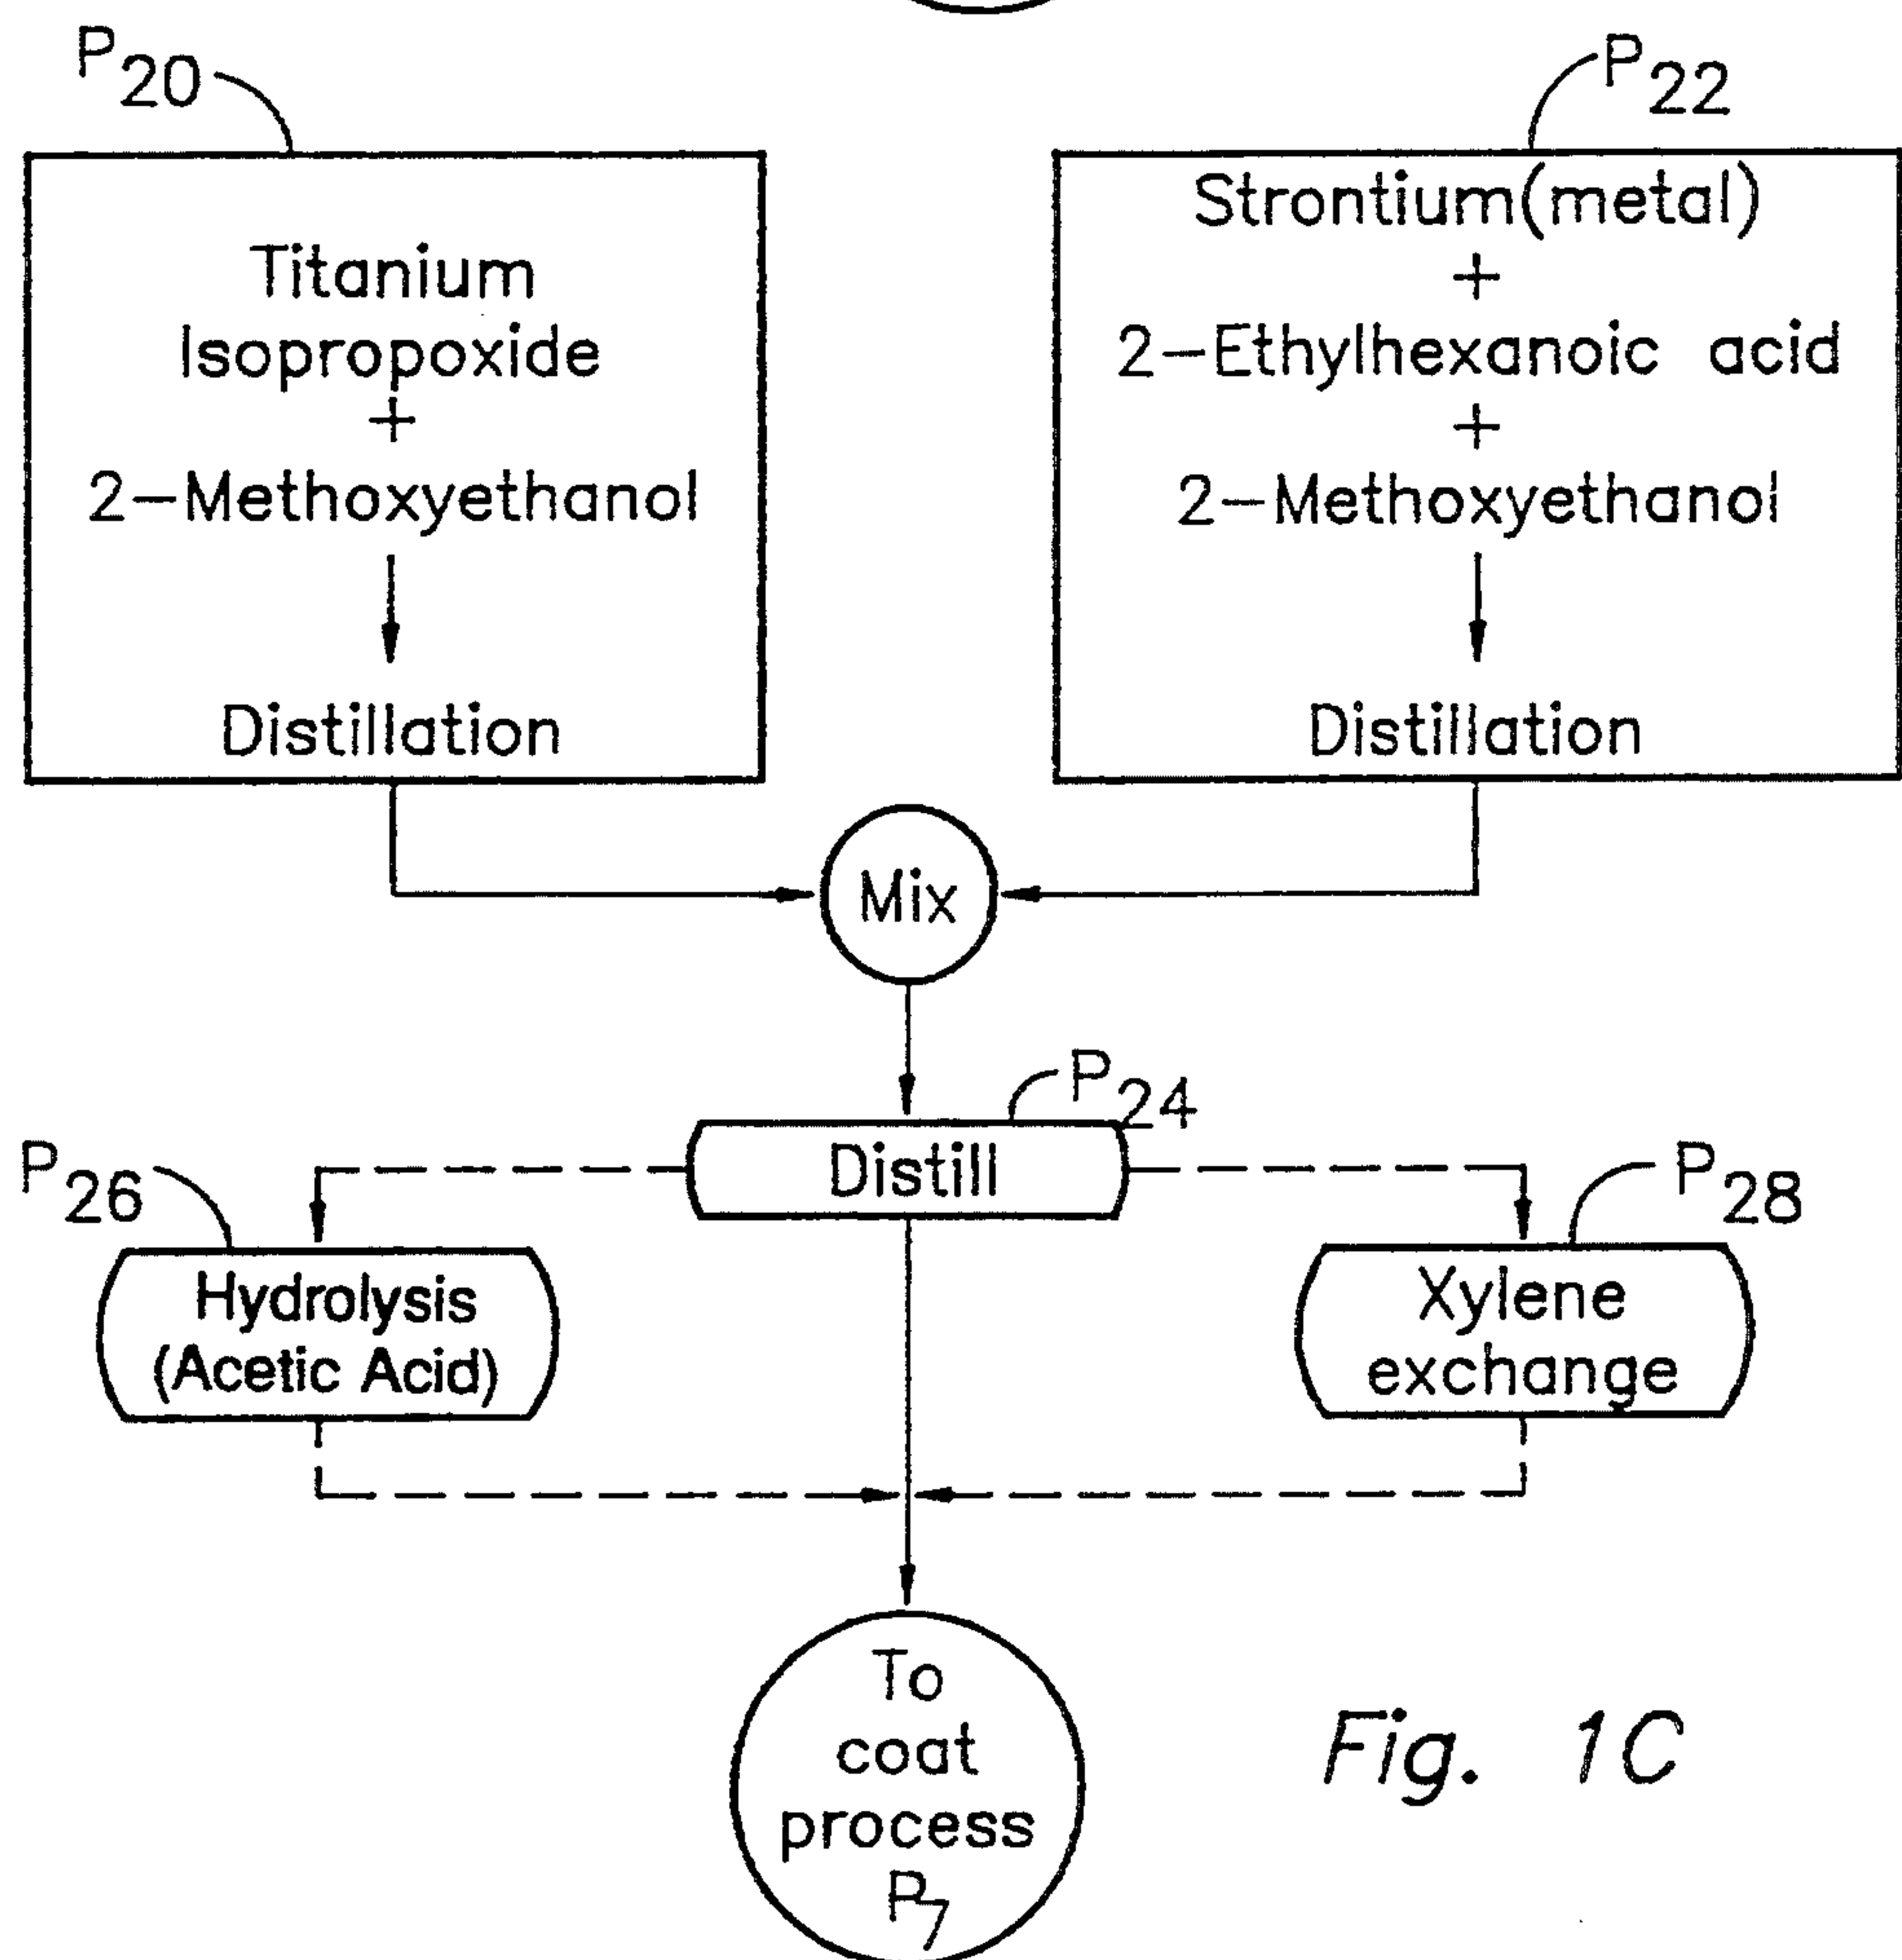 P20
Titanium
Isopropoxide
+
2-Methoxyethanol
Distillation
P22
Strontium(metal)
+
2-Ethylhexanoic acid
+
2-Methoxyethanol
Distillation
Mix
P24
Distill
P26
Hydrolysis
(Acetic Acid)
P28
Xylene
exchange
To
coat
process
P7
Fig. 1C